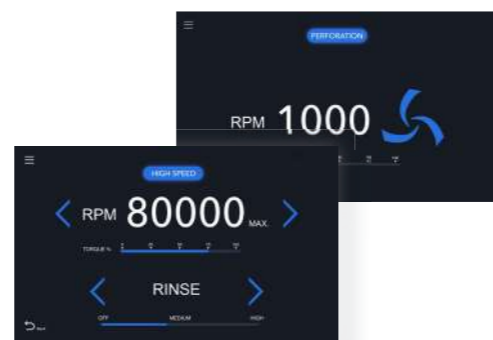 PERFORATION
RPM 1000
HIGH SPEED
RPM 80000 MAX.
TORQUE %
RINSE
OFF MEDIUM HIGH